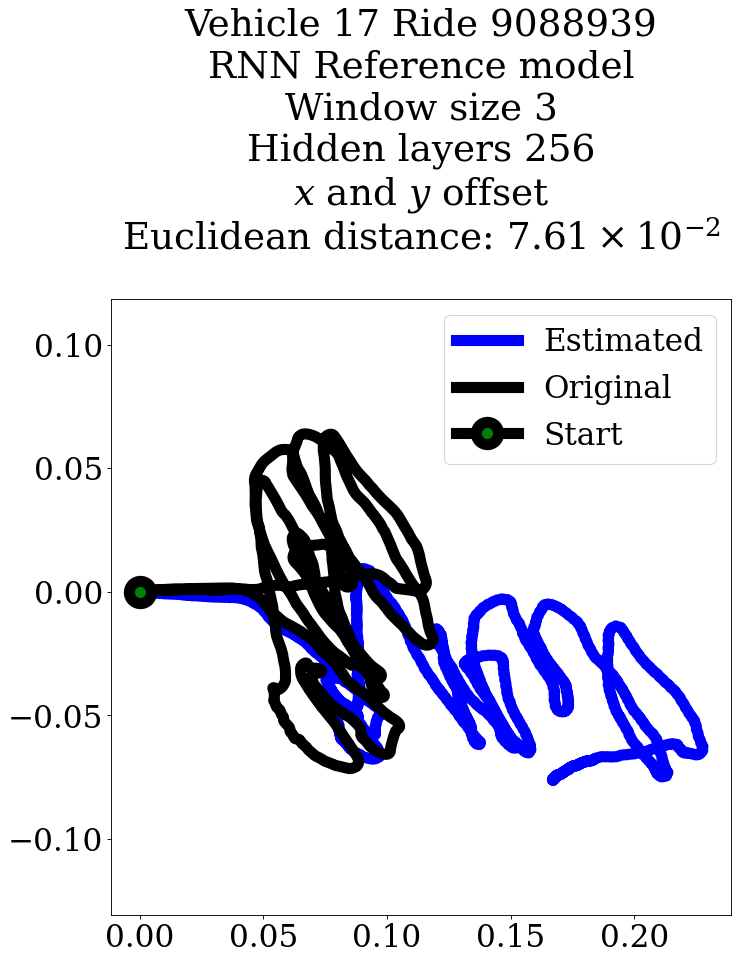 Vehicle 17 Ride 9088939
RNN Reference model
Window size 3
Hidden layers 256
x and y offset
Euclidean distance: 7.61 × 10⁻²
Estimated
Original
Start
0.10
0.05
0.00
−0.05
−0.10
0.00 0.05 0.10 0.15 0.20